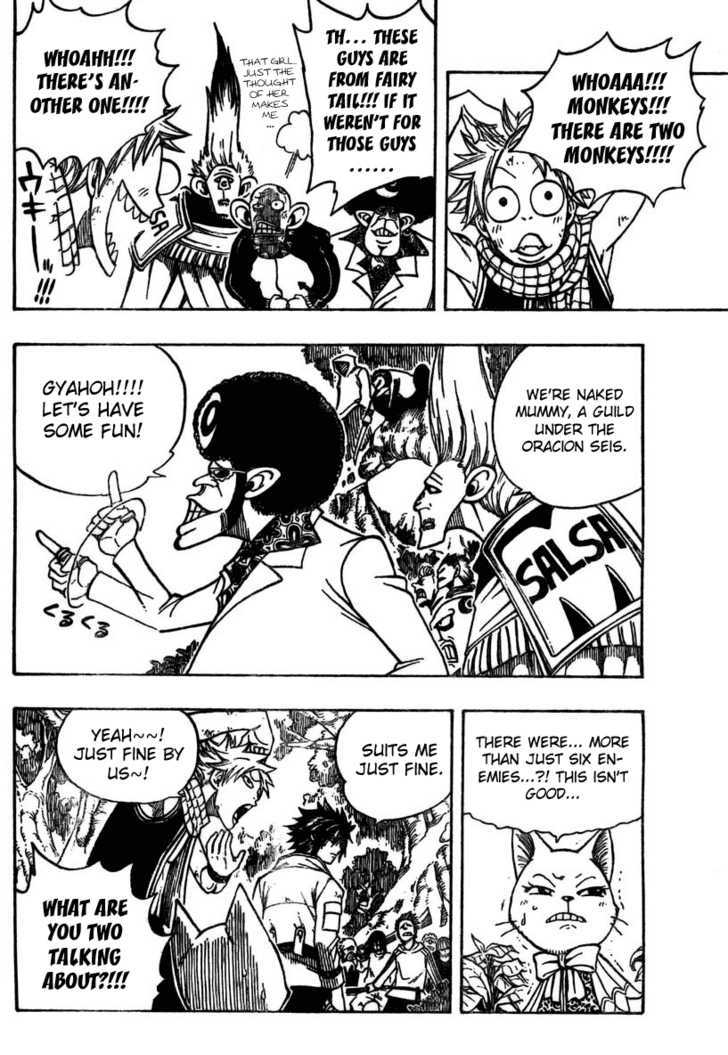 WHOAAA!!!
MONKEYS!!!
THERE ARE TWO
MONKEYS!!!!
TH... THESE
GUYS ARE
FROM FAIRY
TAIL!!! IF IT
WEREN'T FOR
THOSE GUYS
......
THAT GIRL.
JUST THE
THOUGHT
OF HER
MAKES
ME
...
WHOAHH!!!
THERE'S AN-
OTHER ONE!!!!
SA
ウキーッ
!!!
WE'RE NAKED
MUMMY, A GUILD
UNDER THE
ORACION SEIS.
GYAHOH!!!!
LET'S HAVE
SOME FUN!
SALSA
くるくる
THERE WERE... MORE
THAN JUST SIX EN-
EMIES...?! THIS ISN'T
GOOD...
SUITS ME
JUST FINE.
YEAH~~!
JUST FINE BY
US~!
WHAT ARE
YOU TWO
TALKING
ABOUT?!!!